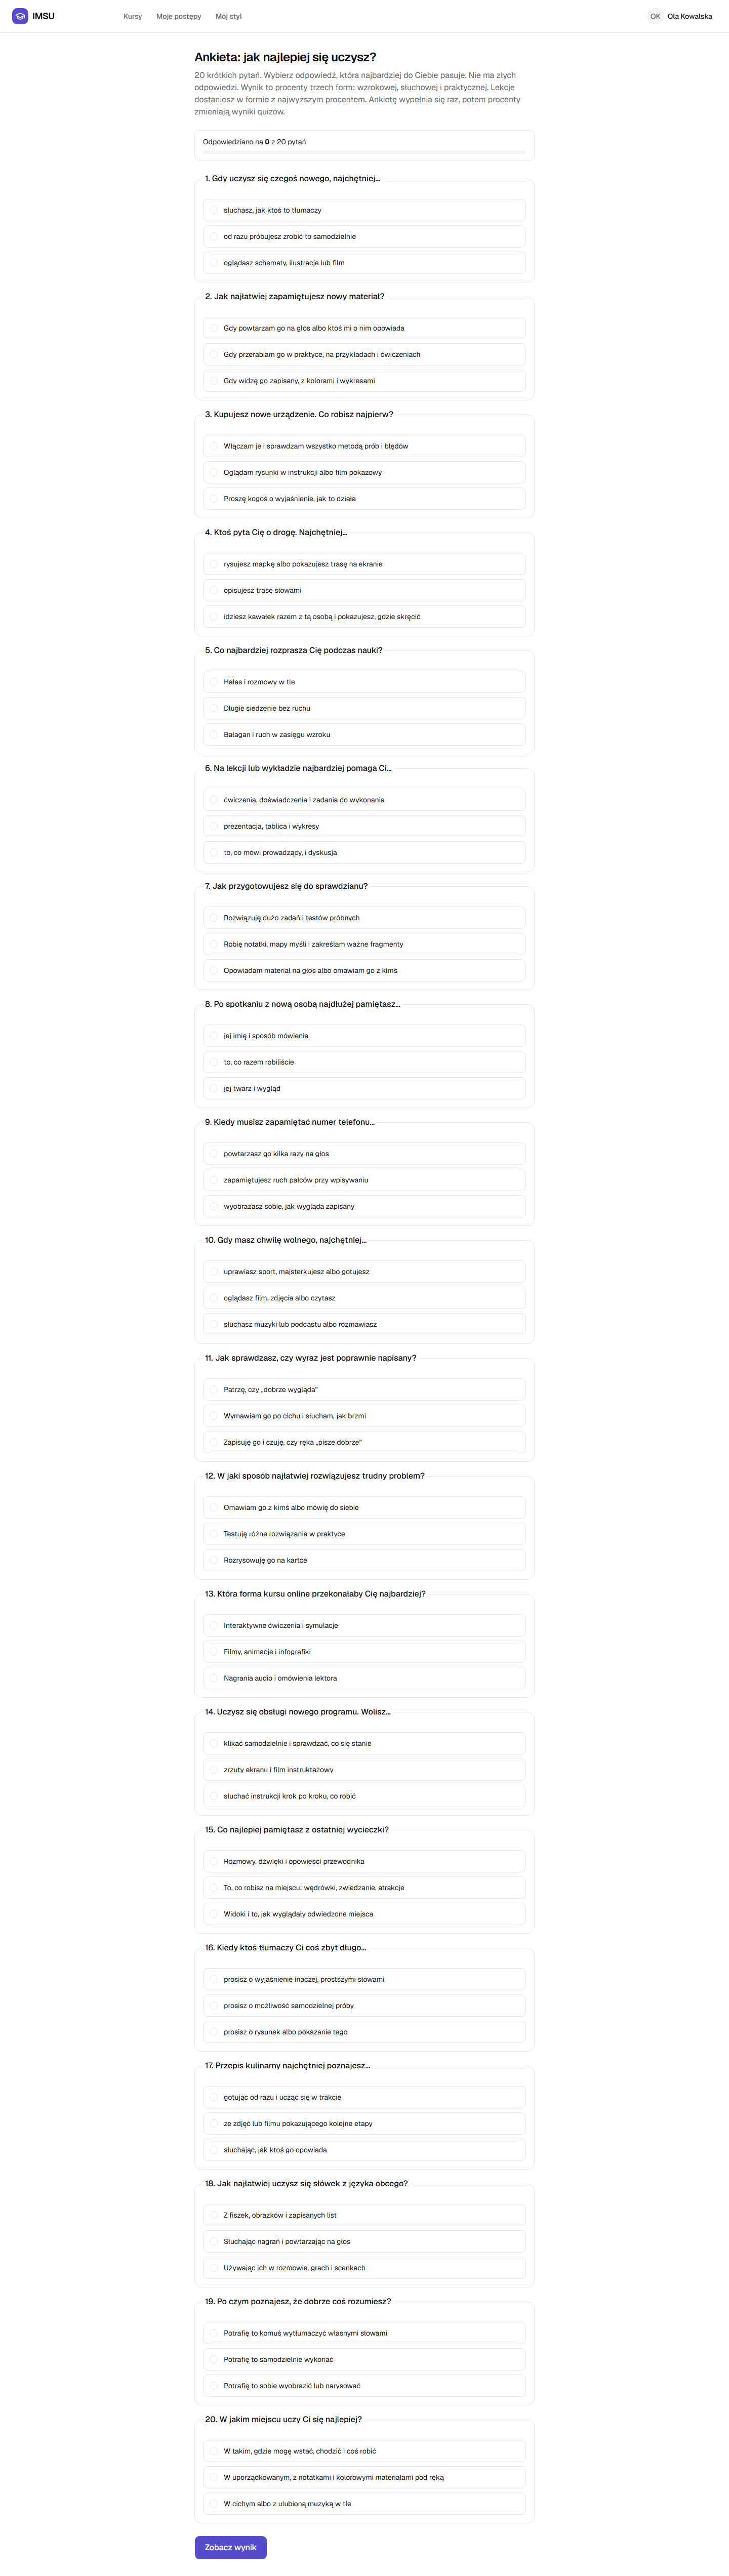 IMSU
Kursy
Moje postępy
Mój styl
OK
Ola Kowalska
Ankieta: jak najlepiej się uczysz?
20 krótkich pytań. Wybierz odpowiedź, która najbardziej do Ciebie pasuje. Nie ma złych
odpowiedzi. Wynik to procenty trzech form: wzrokowej, słuchowej i praktycznej. Lekcje
dostaniesz w formie z najwyższym procentem. Ankietę wypełnia się raz, potem procenty
zmieniają wyniki quizów.
Odpowiedziano na 0 z 20 pytań
1. Gdy uczysz się czegoś nowego, najchętniej...
słuchasz, jak ktoś to tłumaczy
od razu próbujesz zrobić to samodzielnie
oglądasz schematy, ilustracje lub film
2. Jak najłatwiej zapamiętujesz nowy materiał?
Gdy powtarzam go na głos albo ktoś mi o nim opowiada
Gdy przerabiam go w praktyce, na przykładach i ćwiczeniach
Gdy widzę go zapisany, z kolorami i wykresami
3. Kupujesz nowe urządzenie. Co robisz najpierw?
Włączam je i sprawdzam wszystko metodą prób i błędów
Oglądam rysunki w instrukcji albo film pokazowy
Proszę kogoś o wyjaśnienie, jak to działa
4. Ktoś pyta Cię o drogę. Najchętniej...
rysujesz mapkę albo pokazujesz trasę na ekranie
opisujesz trasę słowami
idziesz kawałek razem z tą osobą i pokazujesz, gdzie skręcić
5. Co najbardziej rozprasza Cię podczas nauki?
Hałas i rozmowy w tle
Długie siedzenie bez ruchu
Bałagan i ruch w zasięgu wzroku
6. Na lekcji lub wykładzie najbardziej pomaga Ci...
ćwiczenia, doświadczenia i zadania do wykonania
prezentacja, tablica i wykresy
to, co mówi prowadzący, i dyskusja
7. Jak przygotowujesz się do sprawdzianu?
Rozwiązuję dużo zadań i testów próbnych
Robię notatki, mapy myśli i zakreślam ważne fragmenty
Opowiadam materiał na głos albo omawiam go z kimś
8. Po spotkaniu z nową osobą najdłużej pamiętasz...
jej imię i sposób mówienia
to, co razem robiliście
jej twarz i wygląd
9. Kiedy musisz zapamiętać numer telefonu...
powtarzasz go kilka razy na głos
zapamiętujesz ruch palców przy wpisywaniu
wyobrażasz sobie, jak wygląda zapisany
10. Gdy masz chwilę wolnego, najchętniej...
uprawiasz sport, majsterkujesz albo gotujesz
oglądasz film, zdjęcia albo czytasz
słuchasz muzyki lub podcastu albo rozmawiasz
11. Jak sprawdzasz, czy wyraz jest poprawnie napisany?
Patrzę, czy „dobrze wygląda”
Wymawiam go po cichu i słucham, jak brzmi
Zapisuję go i czuję, czy ręka „pisze dobrze”
12. W jaki sposób najłatwiej rozwiązujesz trudny problem?
Omawiam go z kimś albo mówię do siebie
Testuję różne rozwiązania w praktyce
Rozrysowuję go na kartce
13. Która forma kursu online przekonałaby Cię najbardziej?
Interaktywne ćwiczenia i symulacje
Filmy, animacje i infografiki
Nagrania audio i omówienia lektora
14. Uczysz się obsługi nowego programu. Wolisz...
klikać samodzielnie i sprawdzać, co się stanie
zrzuty ekranu i film instruktażowy
słuchać instrukcji krok po kroku, co robić
15. Co najlepiej pamiętasz z ostatniej wycieczki?
Rozmowy, dźwięki i opowieści przewodnika
To, co robisz na miejscu: wędrówki, zwiedzanie, atrakcje
Widoki i to, jak wyglądały odwiedzone miejsca
16. Kiedy ktoś tłumaczy Ci coś zbyt długo...
prosisz o wyjaśnienie inaczej, prostszymi słowami
prosisz o możliwość samodzielnej próby
prosisz o rysunek albo pokazanie tego
17. Przepis kulinarny najchętniej poznajesz...
gotując od razu i ucząc się w trakcie
ze zdjęć lub filmu pokazującego kolejne etapy
słuchając, jak ktoś go opowiada
18. Jak najłatwiej uczysz się słówek z języka obcego?
Z fiszek, obrazków i zapisanych list
Słuchając nagrań i powtarzając na głos
Używając ich w rozmowie, grach i scenkach
19. Po czym poznajesz, że dobrze coś rozumiesz?
Potrafię to komuś wytłumaczyć własnymi słowami
Potrafię to samodzielnie wykonać
Potrafię to sobie wyobrazić lub narysować
20. W jakim miejscu uczy Ci się najlepiej?
W takim, gdzie mogę wstać, chodzić i coś robić
W uporządkowanym, z notatkami i kolorowymi materiałami pod ręką
W cichym albo z ulubioną muzyką w tle
Zobacz wynik